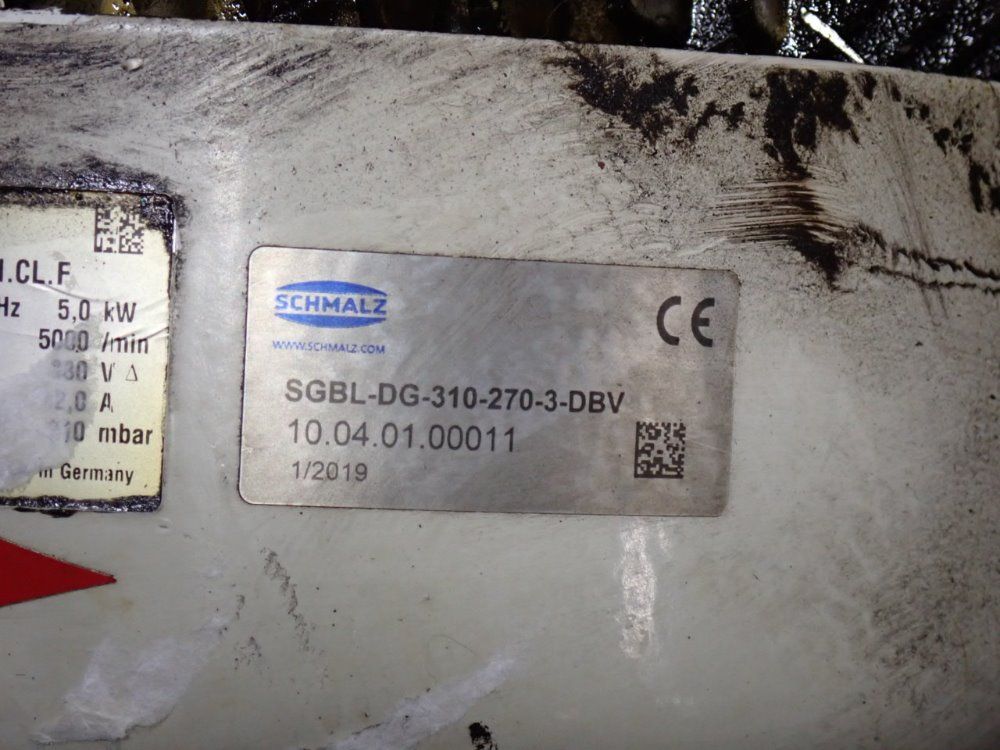 .CL.F
Hz 5,0 kW
5000 /min
V Δ
A
mbar
in Germany
SCHMALZ
WWW.SCHMALZ.COM
CE
SGBL-DG-310-270-3-DBV
10.04.01.00011
1/2019